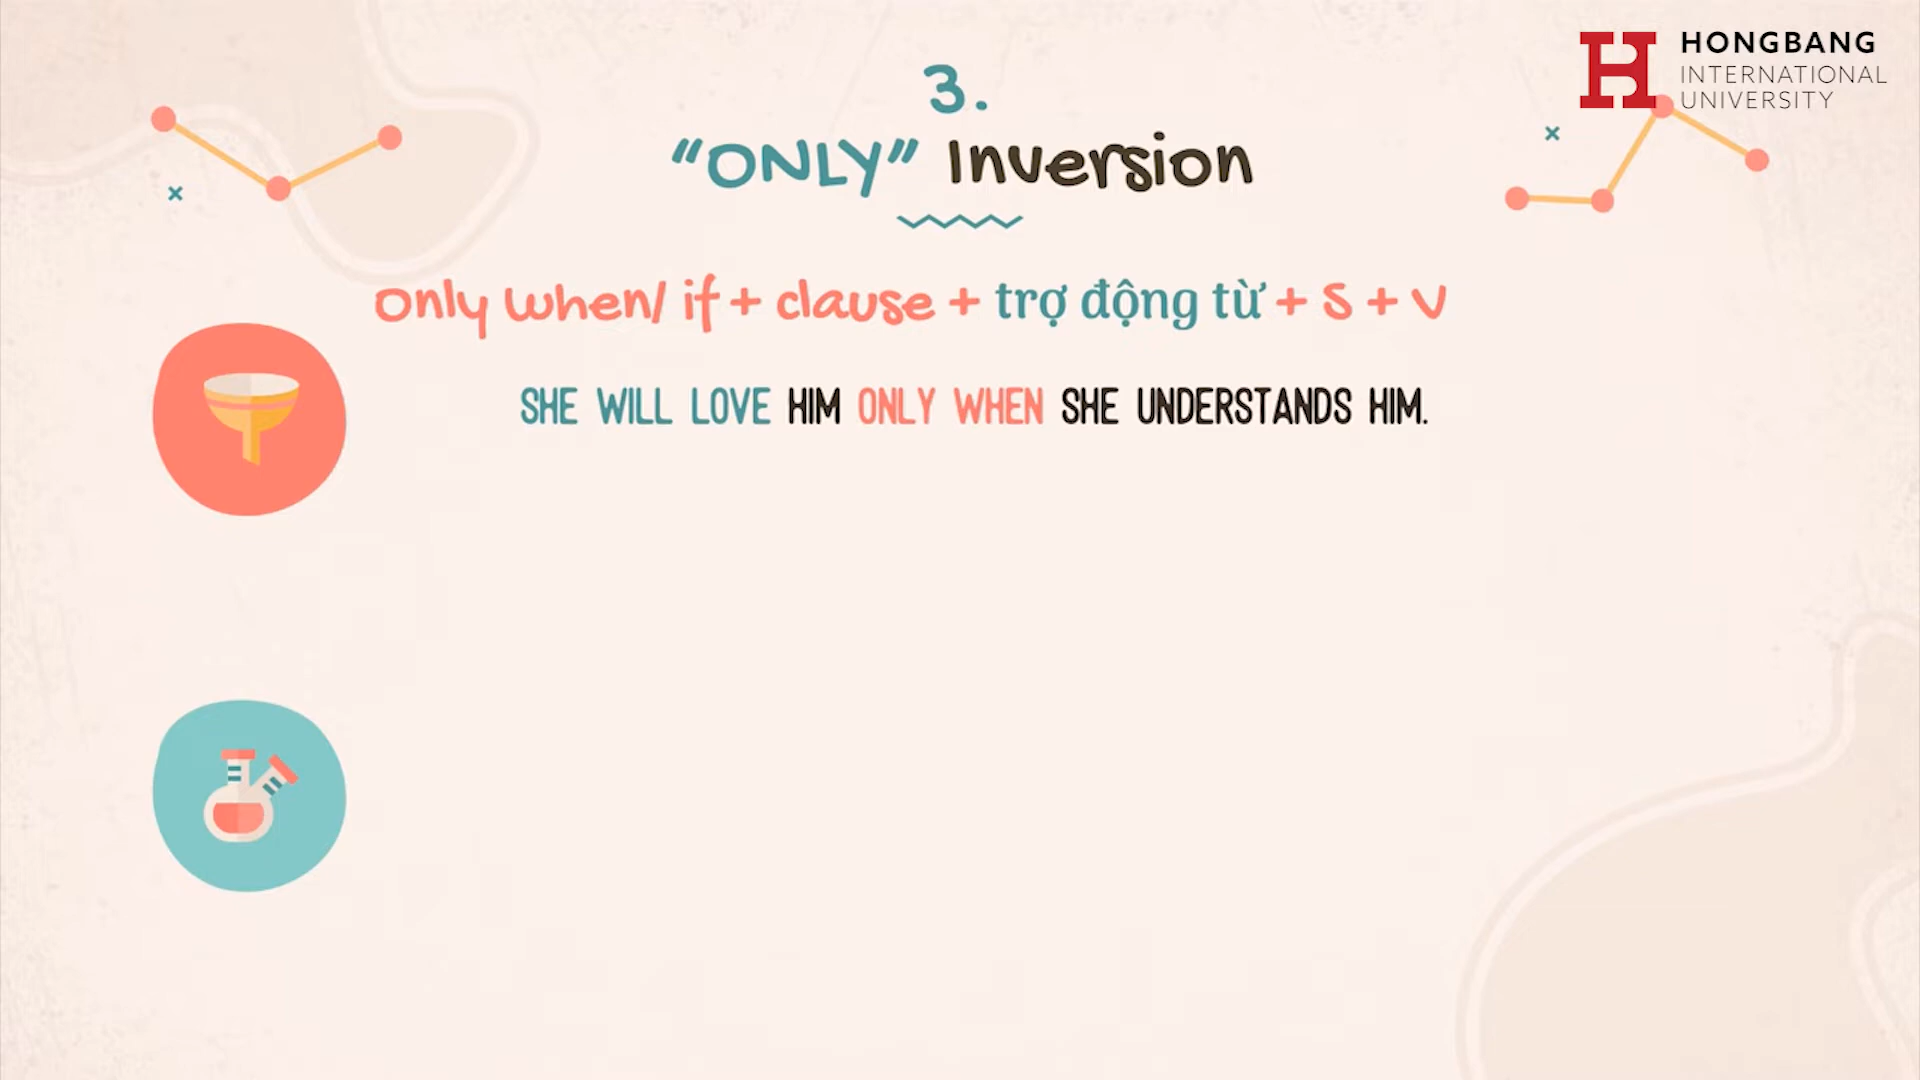 HONGBANG
INTERNATIONAL
UNIVERSITY
3.
“ONLY” Inversion
Only when/ if + clause + trợ động từ + S + V
SHE WILL LOVE HIM ONLY WHEN SHE UNDERSTANDS HIM.